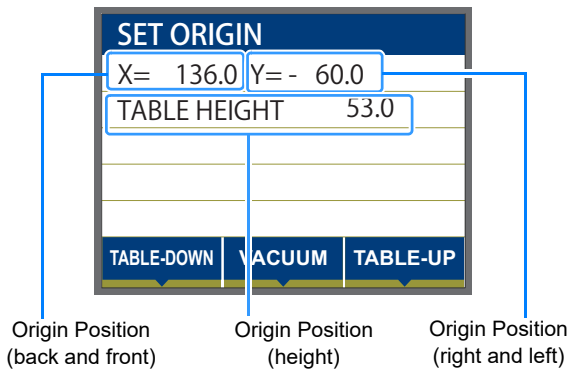 SET ORIGIN
X= 136.0 Y= - 60.0
TABLE HEIGHT 53.0
TABLE-DOWN VACUUM TABLE-UP
Origin Position
(back and front)
Origin Position
(height)
Origin Position
(right and left)